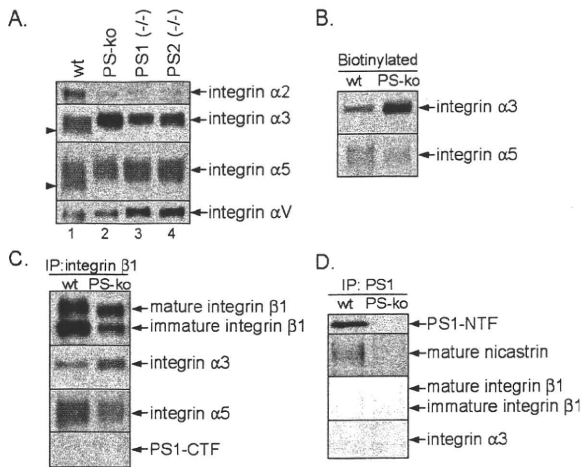 A.
wt
PS-ko
PS1 (-/-)
PS2 (-/-)
integrin α2
integrin α3
integrin α5
integrin αV
1 2 3 4
B.
Biotinylated
wt PS-ko
integrin α3
integrin α5
C.
IP:integrin β1
wt PS-ko
mature integrin β1
immature integrin β1
integrin α3
integrin α5
PS1-CTF
D.
IP: PS1
wt PS-ko
PS1-NTF
mature nicastrin
mature integrin β1
immature integrin β1
integrin α3